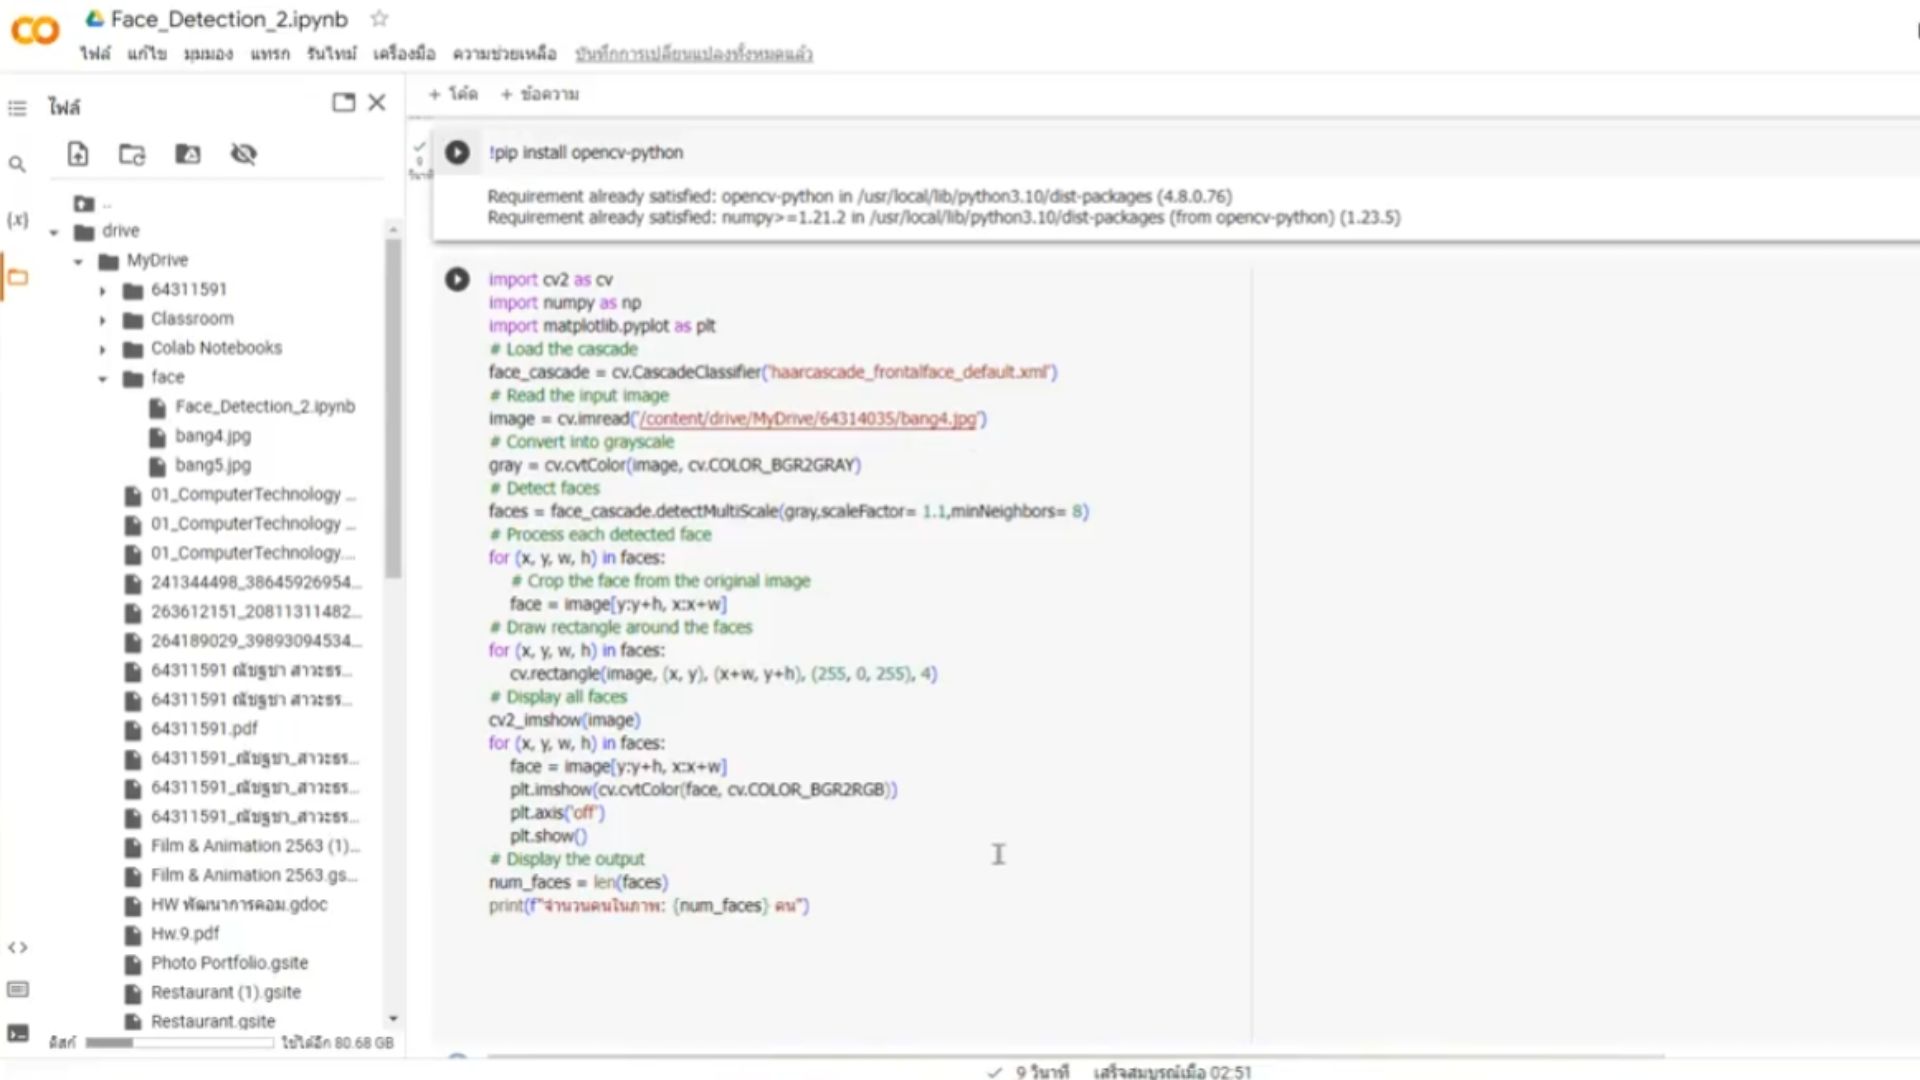 Face_Detection_2.ipynb
ไฟล์ แก้ไข มุมมอง แทรก รันไทม์ เครื่องมือ ความช่วยเหลือ บันทึกการเปลี่ยนแปลงทั้งหมดแล้ว
ไฟล์
..
drive
MyDrive
64311591
Classroom
Colab Notebooks
face
Face_Detection_2.ipynb
bang4.jpg
bang5.jpg
01_ComputerTechnology ...
01_ComputerTechnology ...
01_ComputerTechnology....
241344498_38645926954...
263612151_20811311482...
264189029_39893094534...
64311591 ณัชฐชา สาวะธร...
64311591 ณัชฐชา สาวะธร...
64311591.pdf
64311591_ณัชฐชา_สาวะธร...
64311591_ณัชฐชา_สาวะธร...
64311591_ณัชฐชา_สาวะธร...
Film & Animation 2563 (1)...
Film & Animation 2563.gs...
HW พัฒนาการคอม.gdoc
Hw.9.pdf
Photo Portfolio.gsite
Restaurant (1).gsite
Restaurant.gsite
ดิสก์ ใช้ได้อีก 80.68 GB
+ โค้ด + ข้อความ
9
วินาที
!pip install opencv-python
Requirement already satisfied: opencv-python in /usr/local/lib/python3.10/dist-packages (4.8.0.76)
Requirement already satisfied: numpy>=1.21.2 in /usr/local/lib/python3.10/dist-packages (from opencv-python) (1.23.5)
import cv2 as cv
import numpy as np
import matplotlib.pyplot as plt
# Load the cascade
face_cascade = cv.CascadeClassifier('haarcascade_frontalface_default.xml')
# Read the input image
image = cv.imread('/content/drive/MyDrive/64314035/bang4.jpg')
# Convert into grayscale
gray = cv.cvtColor(image, cv.COLOR_BGR2GRAY)
# Detect faces
faces = face_cascade.detectMultiScale(gray,scaleFactor= 1.1,minNeighbors= 8)
# Process each detected face
for (x, y, w, h) in faces:
# Crop the face from the original image
face = image[y:y+h, x:x+w]
# Draw rectangle around the faces
for (x, y, w, h) in faces:
cv.rectangle(image, (x, y), (x+w, y+h), (255, 0, 255), 4)
# Display all faces
cv2_imshow(image)
for (x, y, w, h) in faces:
face = image[y:y+h, x:x+w]
plt.imshow(cv.cvtColor(face, cv.COLOR_BGR2RGB))
plt.axis('off')
plt.show()
# Display the output
num_faces = len(faces)
print(f"จำนวนคนในภาพ: {num_faces} คน")
9 วินาที เสร็จสมบูรณ์เมื่อ 02:51